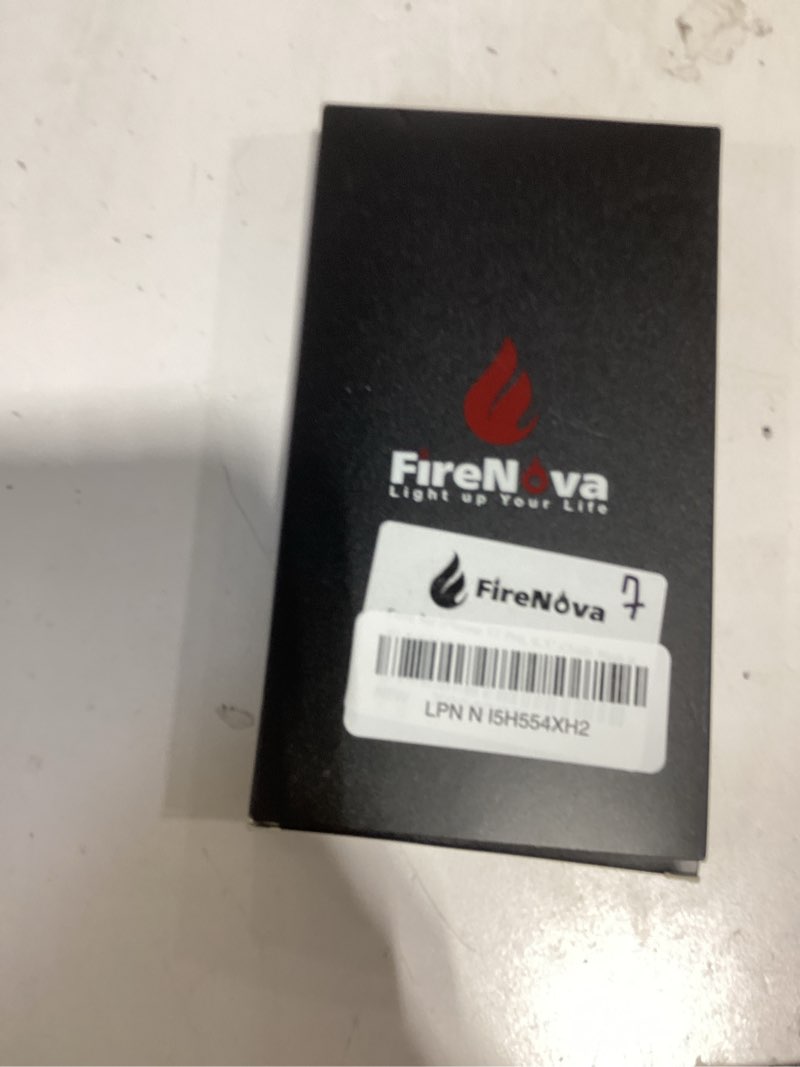 FireNova
Light up Your Life
FireNova 7
LPN N I5H554XH2